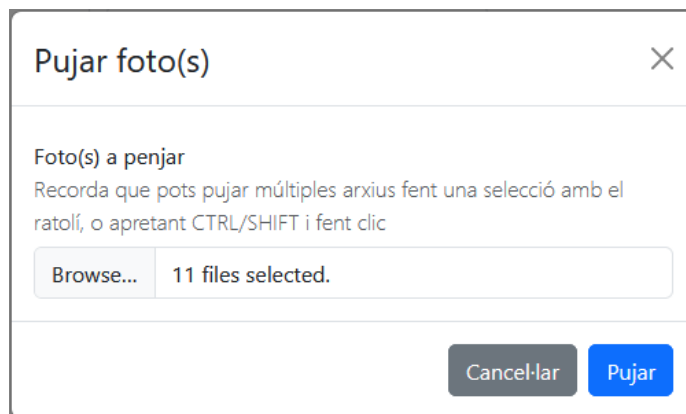 Pujar foto(s)
Foto(s) a penjar
Recorda que pots pujar múltiples arxius fent una selecció amb el
ratolí, o apretant CTRL/SHIFT i fent clic
Browse... 11 files selected.
Cancel·lar Pujar